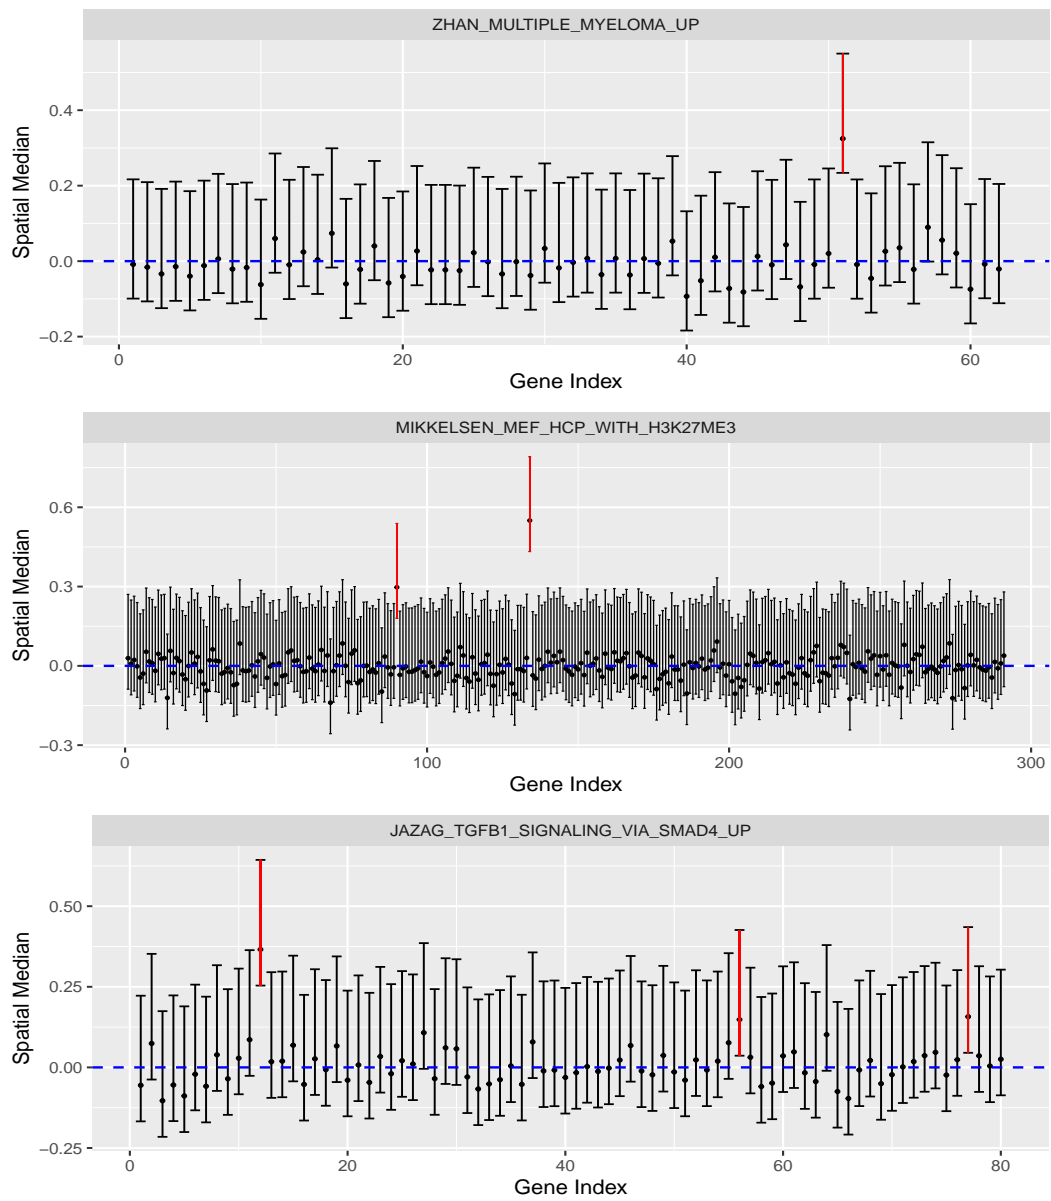 ZHAN_MULTIPLE_MYELOMA_UP
0.4
0.2
0.0
−0.2
Spatial Median
0 20 40 60
Gene Index
MIKKELSEN_MEF_HCP_WITH_H3K27ME3
0.6
0.3
0.0
−0.3
Spatial Median
0 100 200 300
Gene Index
JAZAG_TGFB1_SIGNALING_VIA_SMAD4_UP
0.50
0.25
0.00
−0.25
Spatial Median
0 20 40 60 80
Gene Index